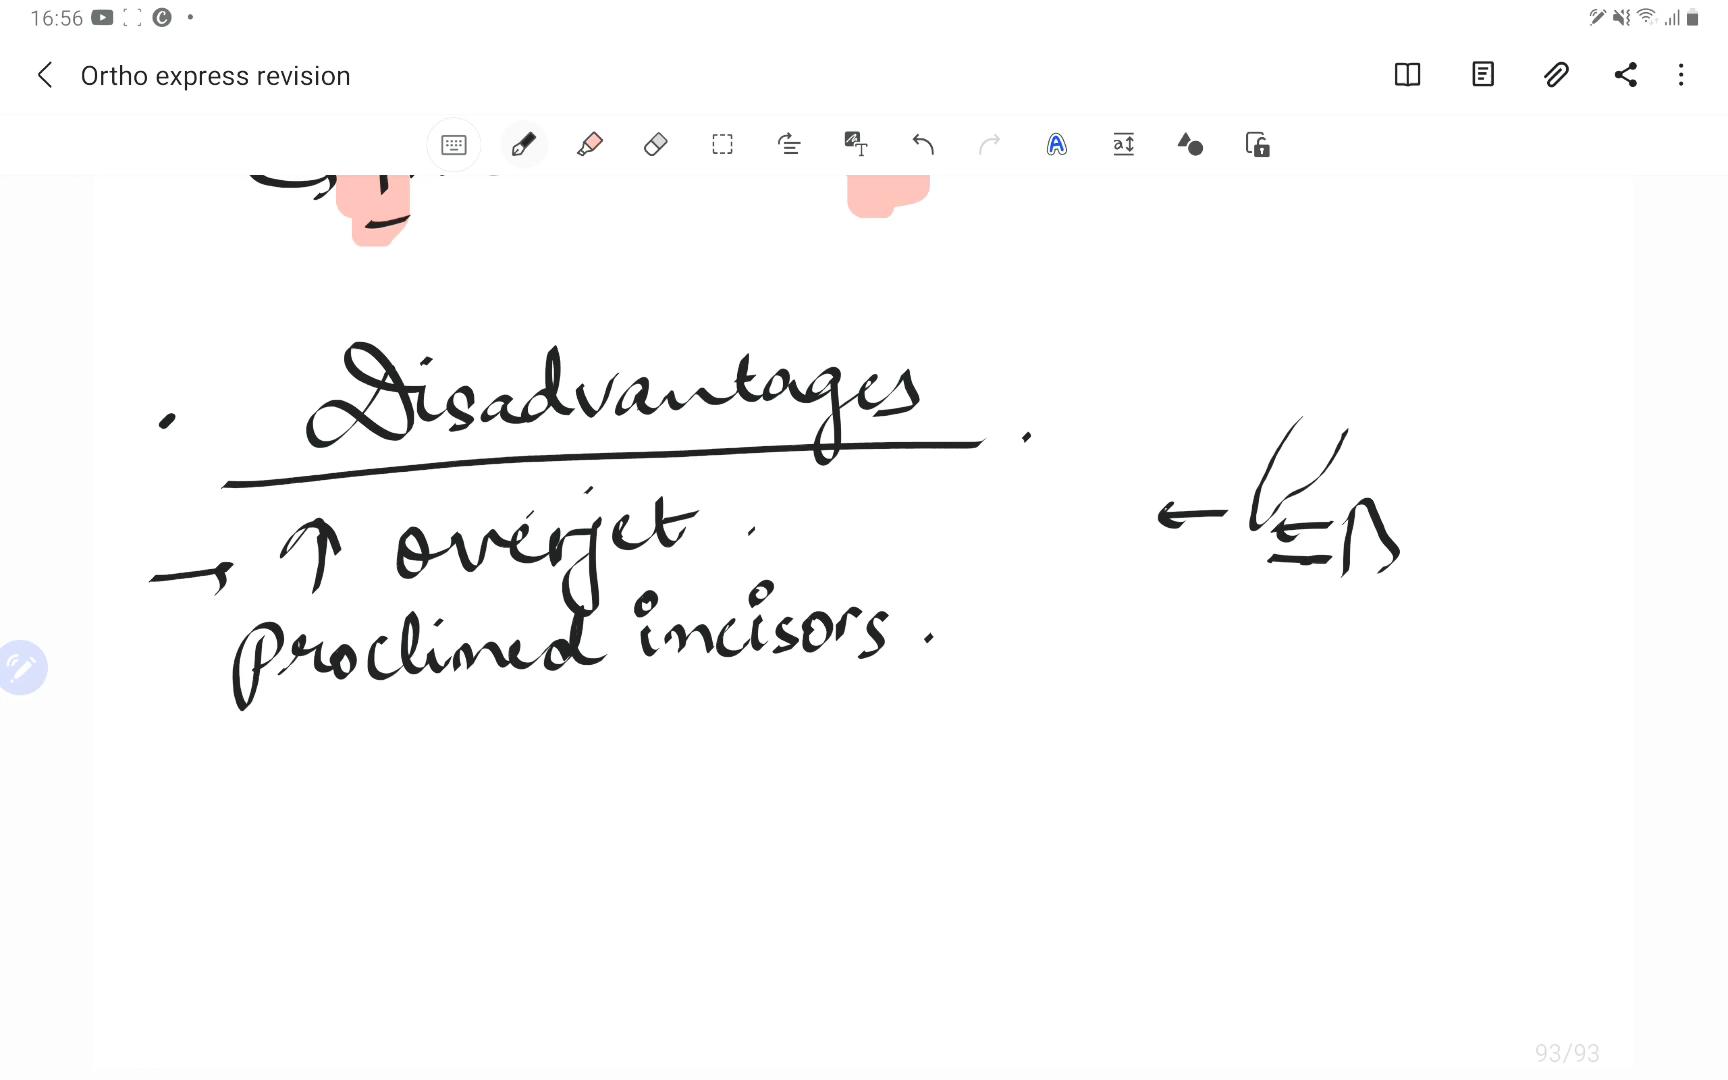 16:56
Ortho express revision
. Disadvantages .
→ ↑ overjet .
proclined incisors .
93/93